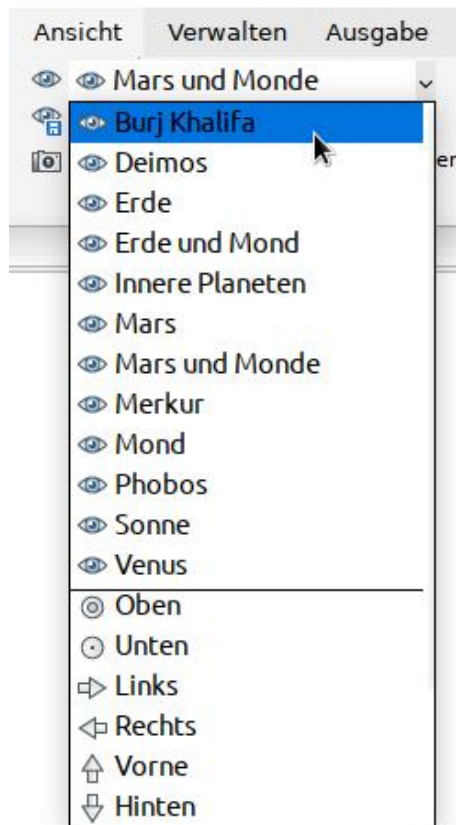 Ansicht Verwalten Ausgabe
Mars und Monde
Burj Khalifa
Deimos
er
Erde
Erde und Mond
Innere Planeten
Mars
Mars und Monde
Merkur
Mond
Phobos
Sonne
Venus
Oben
Unten
Links
Rechts
Vorne
Hinten